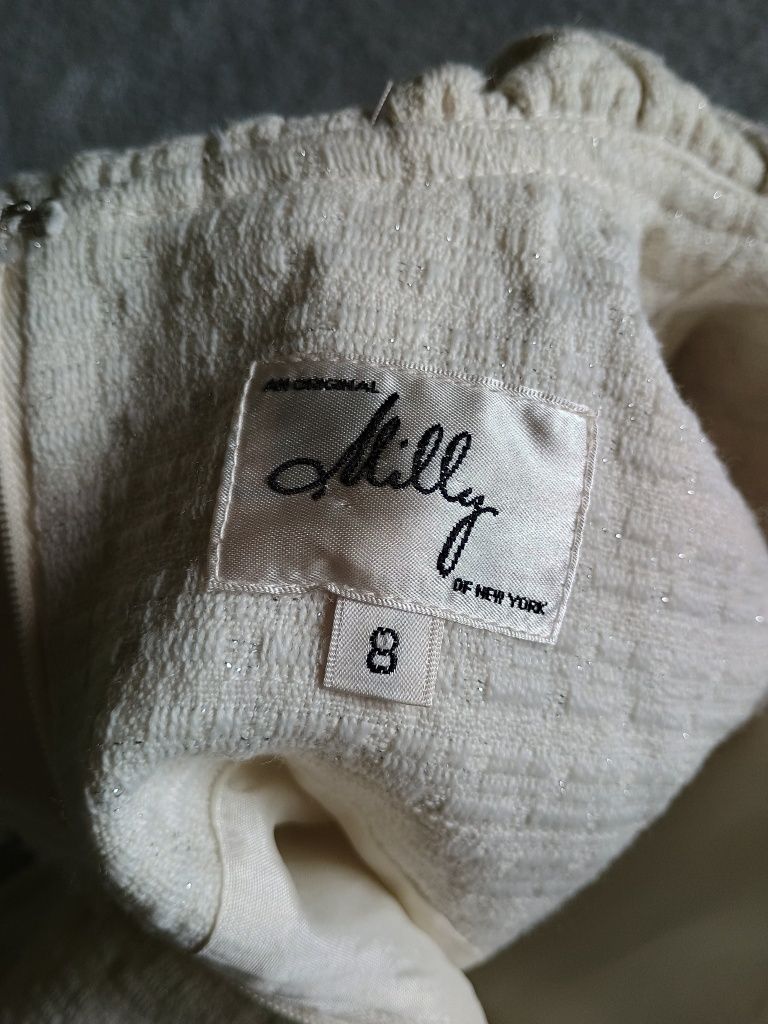 AN ORIGINAL
Milly
OF NEW YORK
8